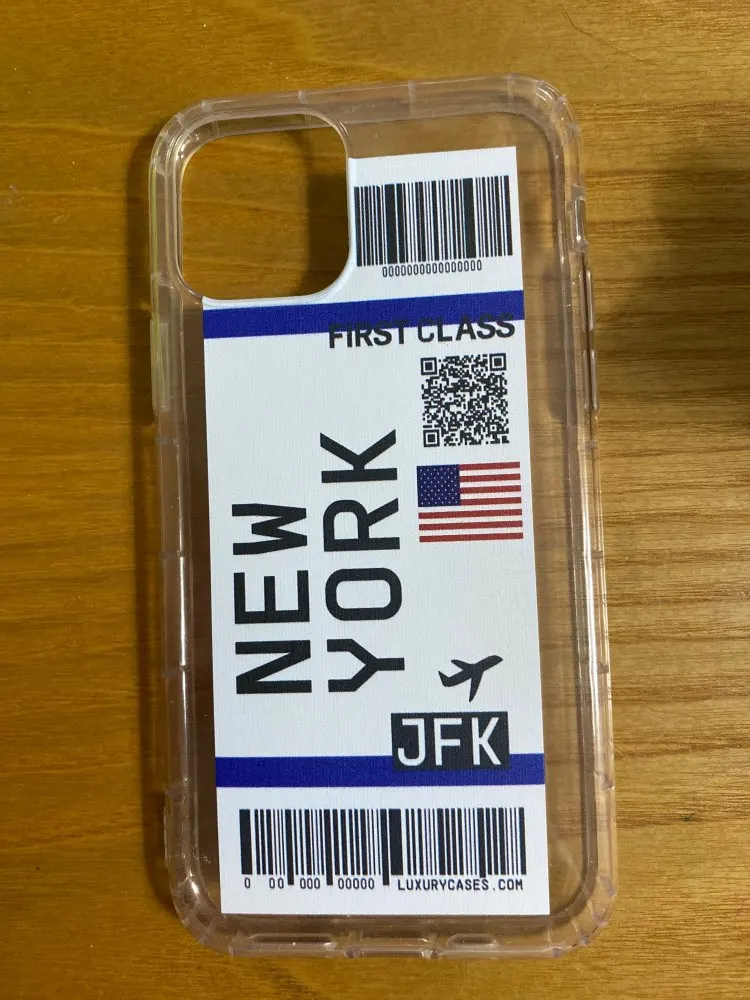 0000000000000000
FIRST CLASS
NEW
YORK
JFK
0 00 000 00000 LUXURYCASES.COM